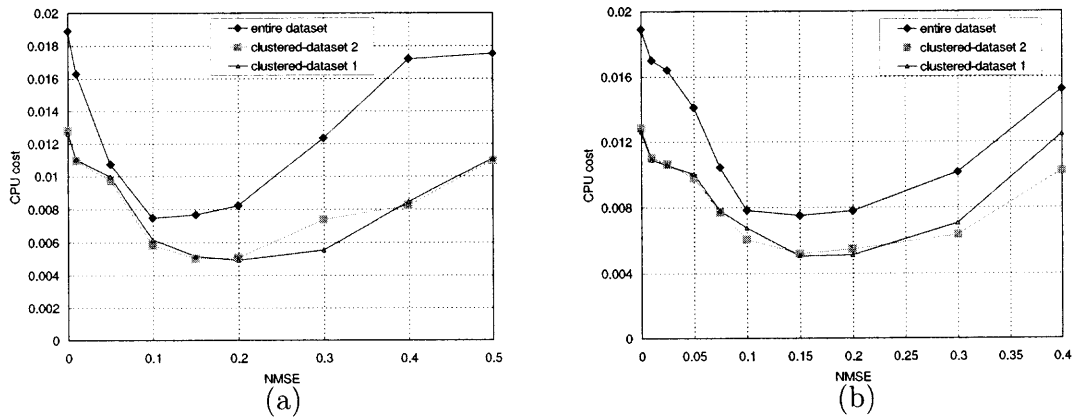 0.02
0.018
0.016
0.014
0.012
0.01
0.008
0.006
0.004
0.002
0
CPU cost
entire dataset
clustered-dataset 2
clustered-dataset 1
0 0.1 0.2 0.3 0.4 0.5
NMSE
(a)
0.02
0.016
0.012
0.008
0.004
0
CPU cost
entire dataset
clustered-dataset 2
clustered-dataset 1
0 0.05 0.1 0.15 0.2 0.25 0.3 0.35 0.4
NMSE
(b)